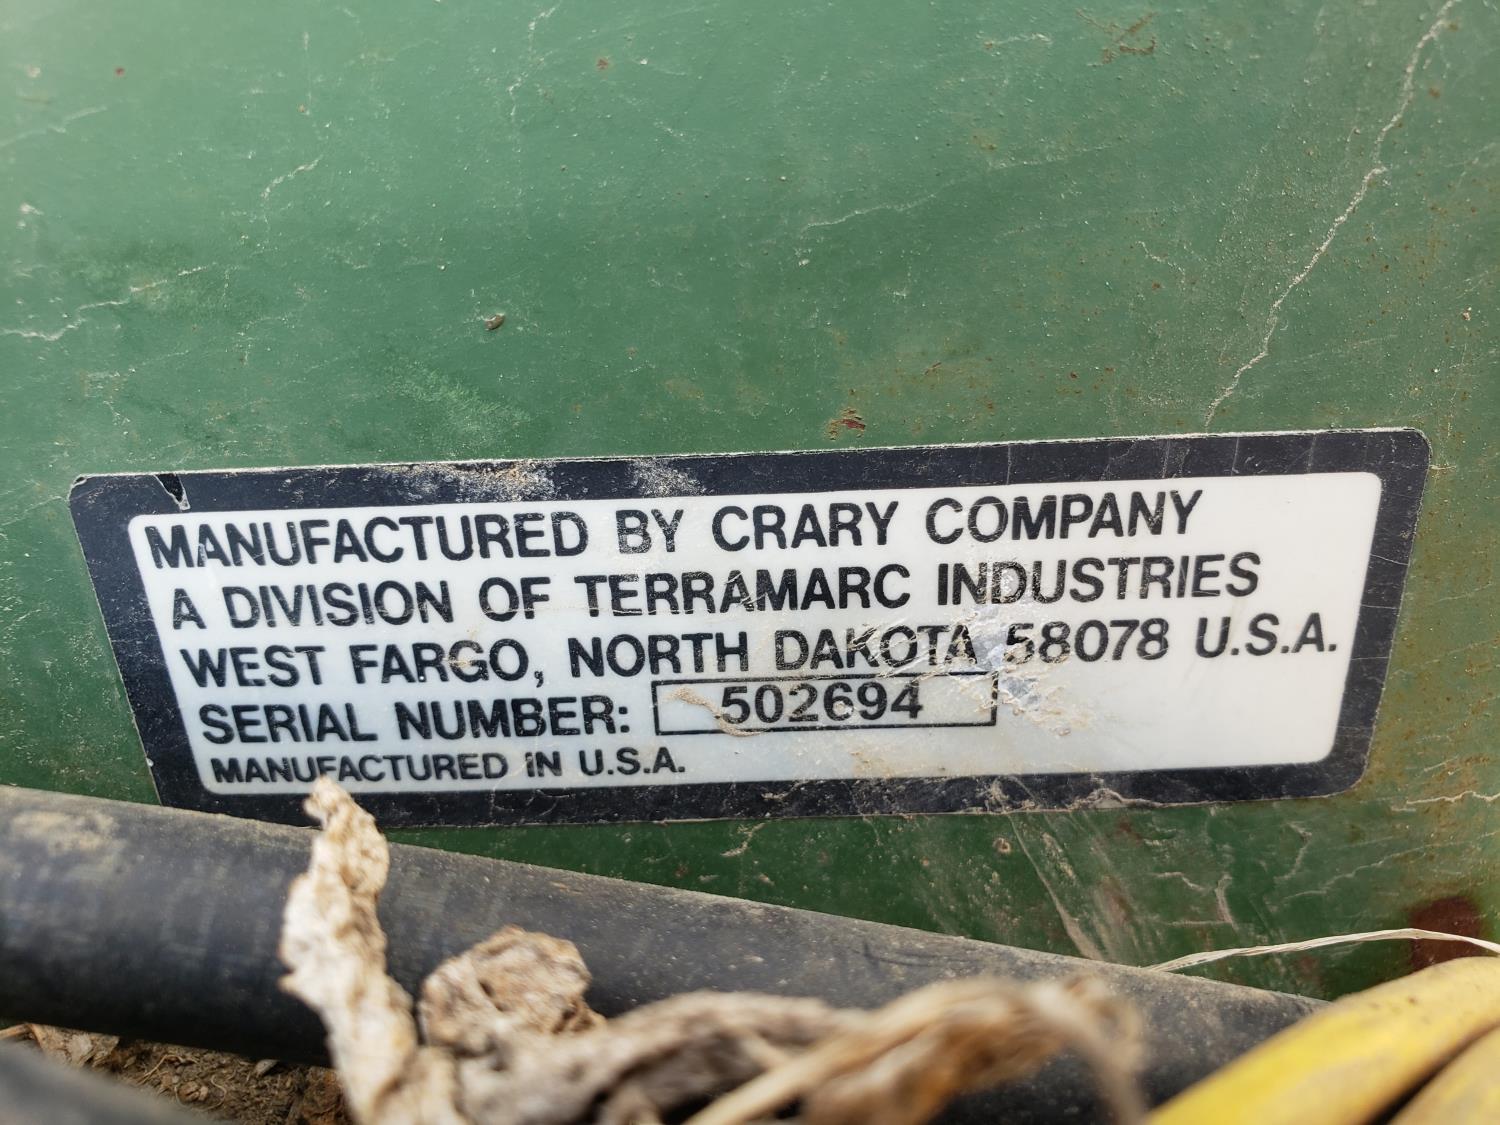 MANUFACTURED BY CRARY COMPANY
A DIVISION OF TERRAMARC INDUSTRIES
WEST FARGO, NORTH DAKOTA 58078 U.S.A.
SERIAL NUMBER: 502694
MANUFACTURED IN U.S.A.